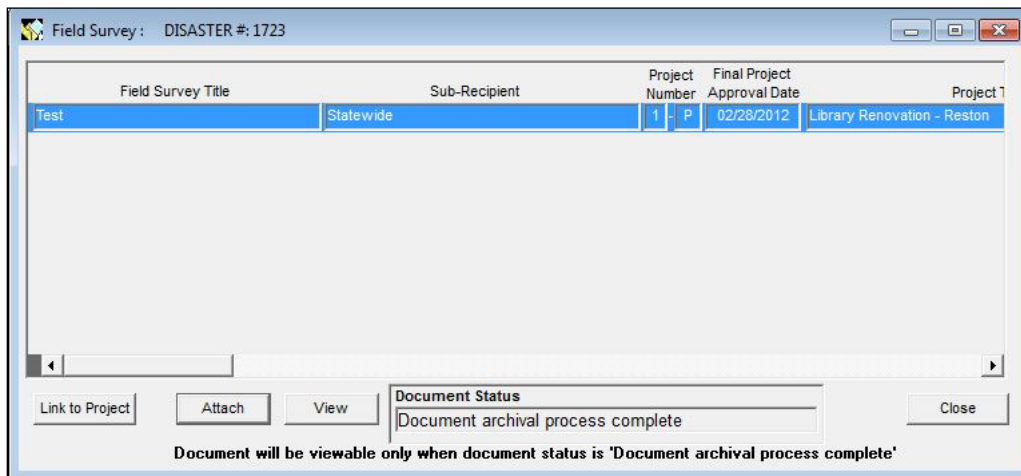 Field Survey :    DISASTER #: 1723
Field Survey Title Sub-Recipient Project Number Final Project Approval Date Project T
Test Statewide 1 - P 02/28/2012 Library Renovation - Reston
Document Status
Link to Project Attach View Document archival process complete Close
Document will be viewable only when document status is 'Document archival process complete'